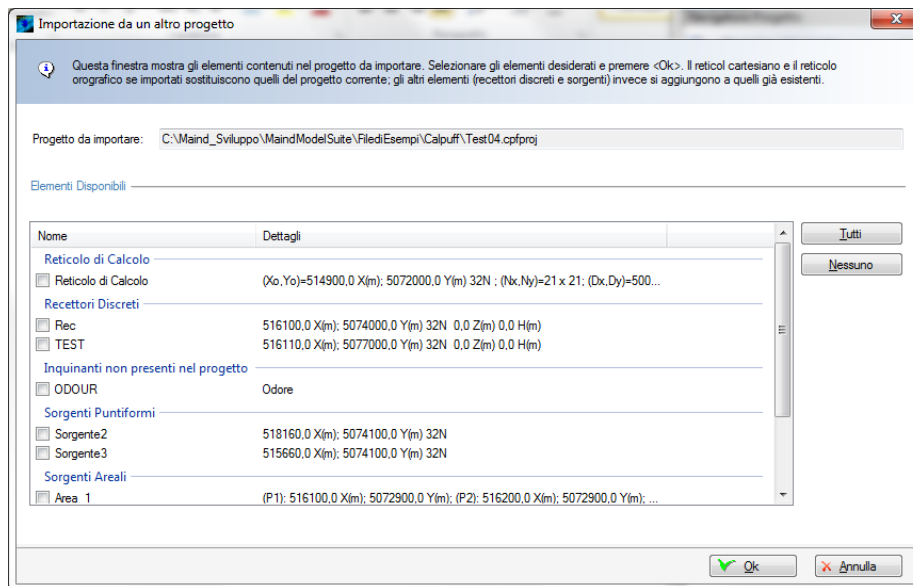 Importazione da un altro progetto
Questa finestra mostra gli elementi contenuti nel progetto da importare. Selezionare gli elementi desiderati e premere <Ok>. Il reticol cartesiano e il reticolo
orografico se importati sostituiscono quelli del progetto corrente; gli altri elementi (recettori discreti e sorgenti) invece si aggiungono a quelli già esistenti.
Progetto da importare: C:\Maind_Sviluppo\MaindModelSuite\FilediEsempi\Calpuff\Test04.cpfproj
Elementi Disponibili
Nome Dettagli
Tutti
Reticolo di Calcolo
Nessuno
Reticolo di Calcolo (Xo,Yo)=514900,0 X(m); 5072000,0 Y(m) 32N ; (Nx,Ny)=21 x 21; (Dx,Dy)=500...
Recettori Discreti
Rec 516100,0 X(m); 5074000,0 Y(m) 32N 0,0 Z(m) 0,0 H(m)
TEST 516110,0 X(m); 5077000,0 Y(m) 32N 0,0 Z(m) 0,0 H(m)
Inquinanti non presenti nel progetto
ODOUR Odore
Sorgenti Puntiformi
Sorgente2 518160,0 X(m); 5074100,0 Y(m) 32N
Sorgente3 515660,0 X(m); 5074100,0 Y(m) 32N
Sorgenti Areali
Area_1 (P1): 516100,0 X(m); 5072900,0 Y(m); (P2): 516200,0 X(m); 5072900,0 Y(m); ...
Ok Annulla